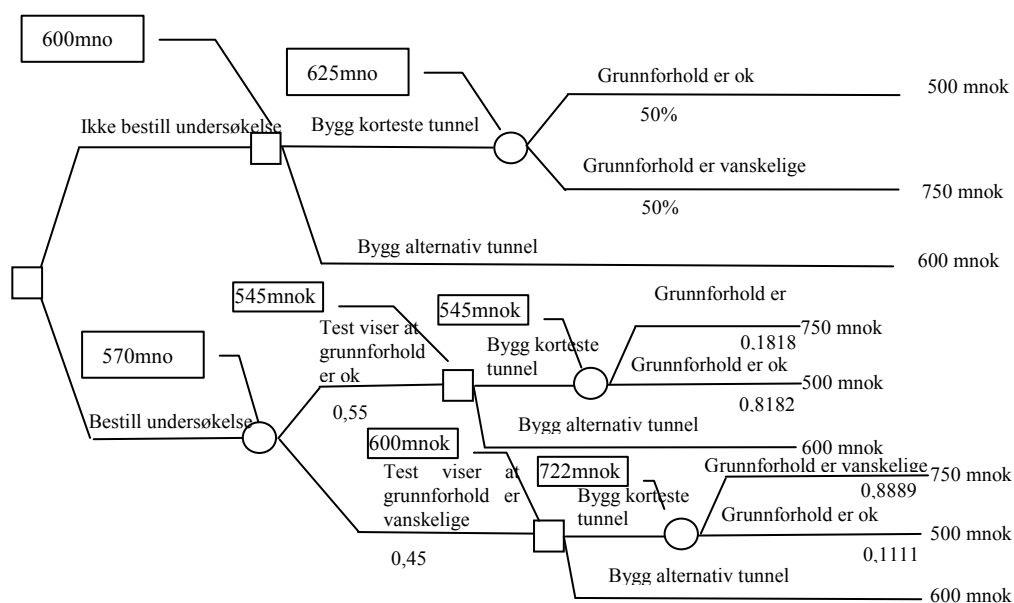 600mno
625mno
Grunnforhold er ok
500 mnok
50%
Ikke bestill undersøkelse
Bygg korteste tunnel
Grunnforhold er vanskelige
750 mnok
50%
Bygg alternativ tunnel
600 mnok
545mnok
545mnok
Grunnforhold er
750 mnok
0.1818
Test viser at
grunnforhold
er ok
Bygg korteste
tunnel
Grunnforhold er ok
500 mnok
0,8182
570mno
Bestill undersøkelse
0,55
Bygg alternativ tunnel
600 mnok
600mnok
722mnok
Grunnforhold er vanskelige
750 mnok
0,8889
Test viser at
grunnforhold er
vanskelige
Bygg korteste
tunnel
Grunnforhold er ok
500 mnok
0,1111
0,45
Bygg alternativ tunnel
600 mnok